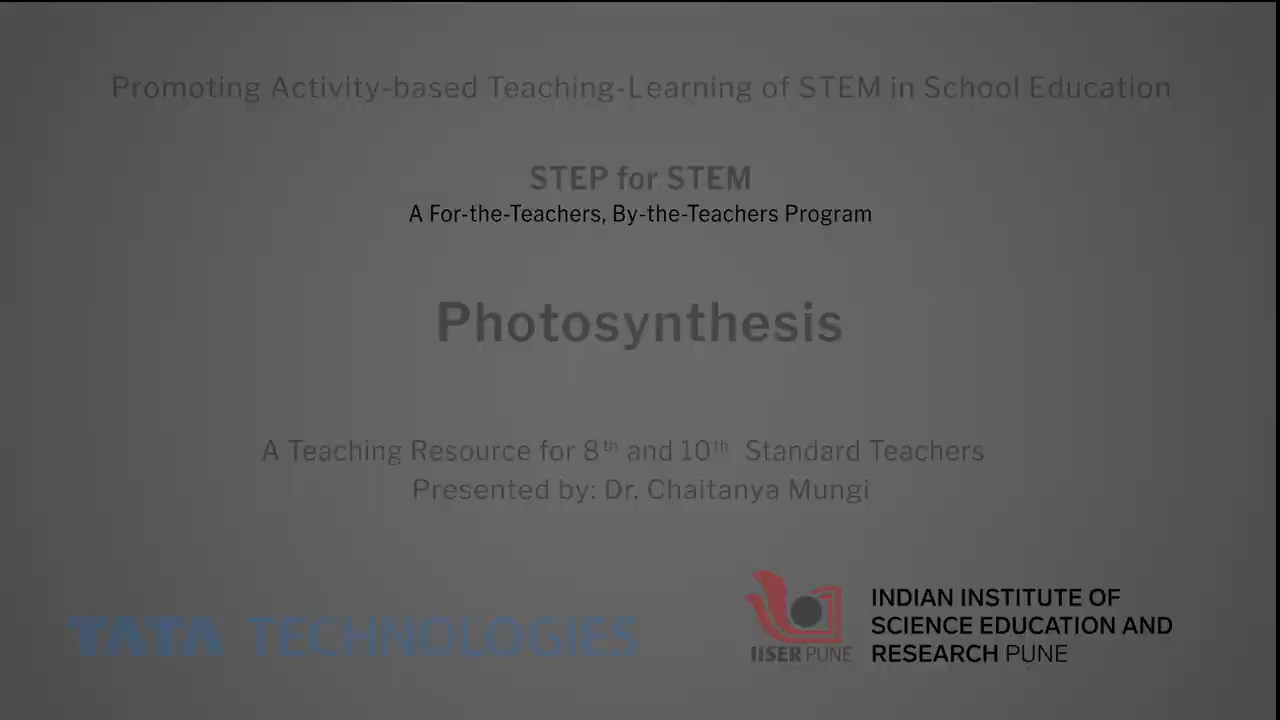 Promoting Activity-based Teaching-Learning of STEM in School Education
STEP for STEM
A For-the-Teachers, By-the-Teachers Program
Photosynthesis
A Teaching Resource for 8th and 10th Standard Teachers
Presented by: Dr. Chaitanya Mungi
TATA TECHNOLOGIES
IISER PUNE
INDIAN INSTITUTE OF
SCIENCE EDUCATION AND
RESEARCH PUNE